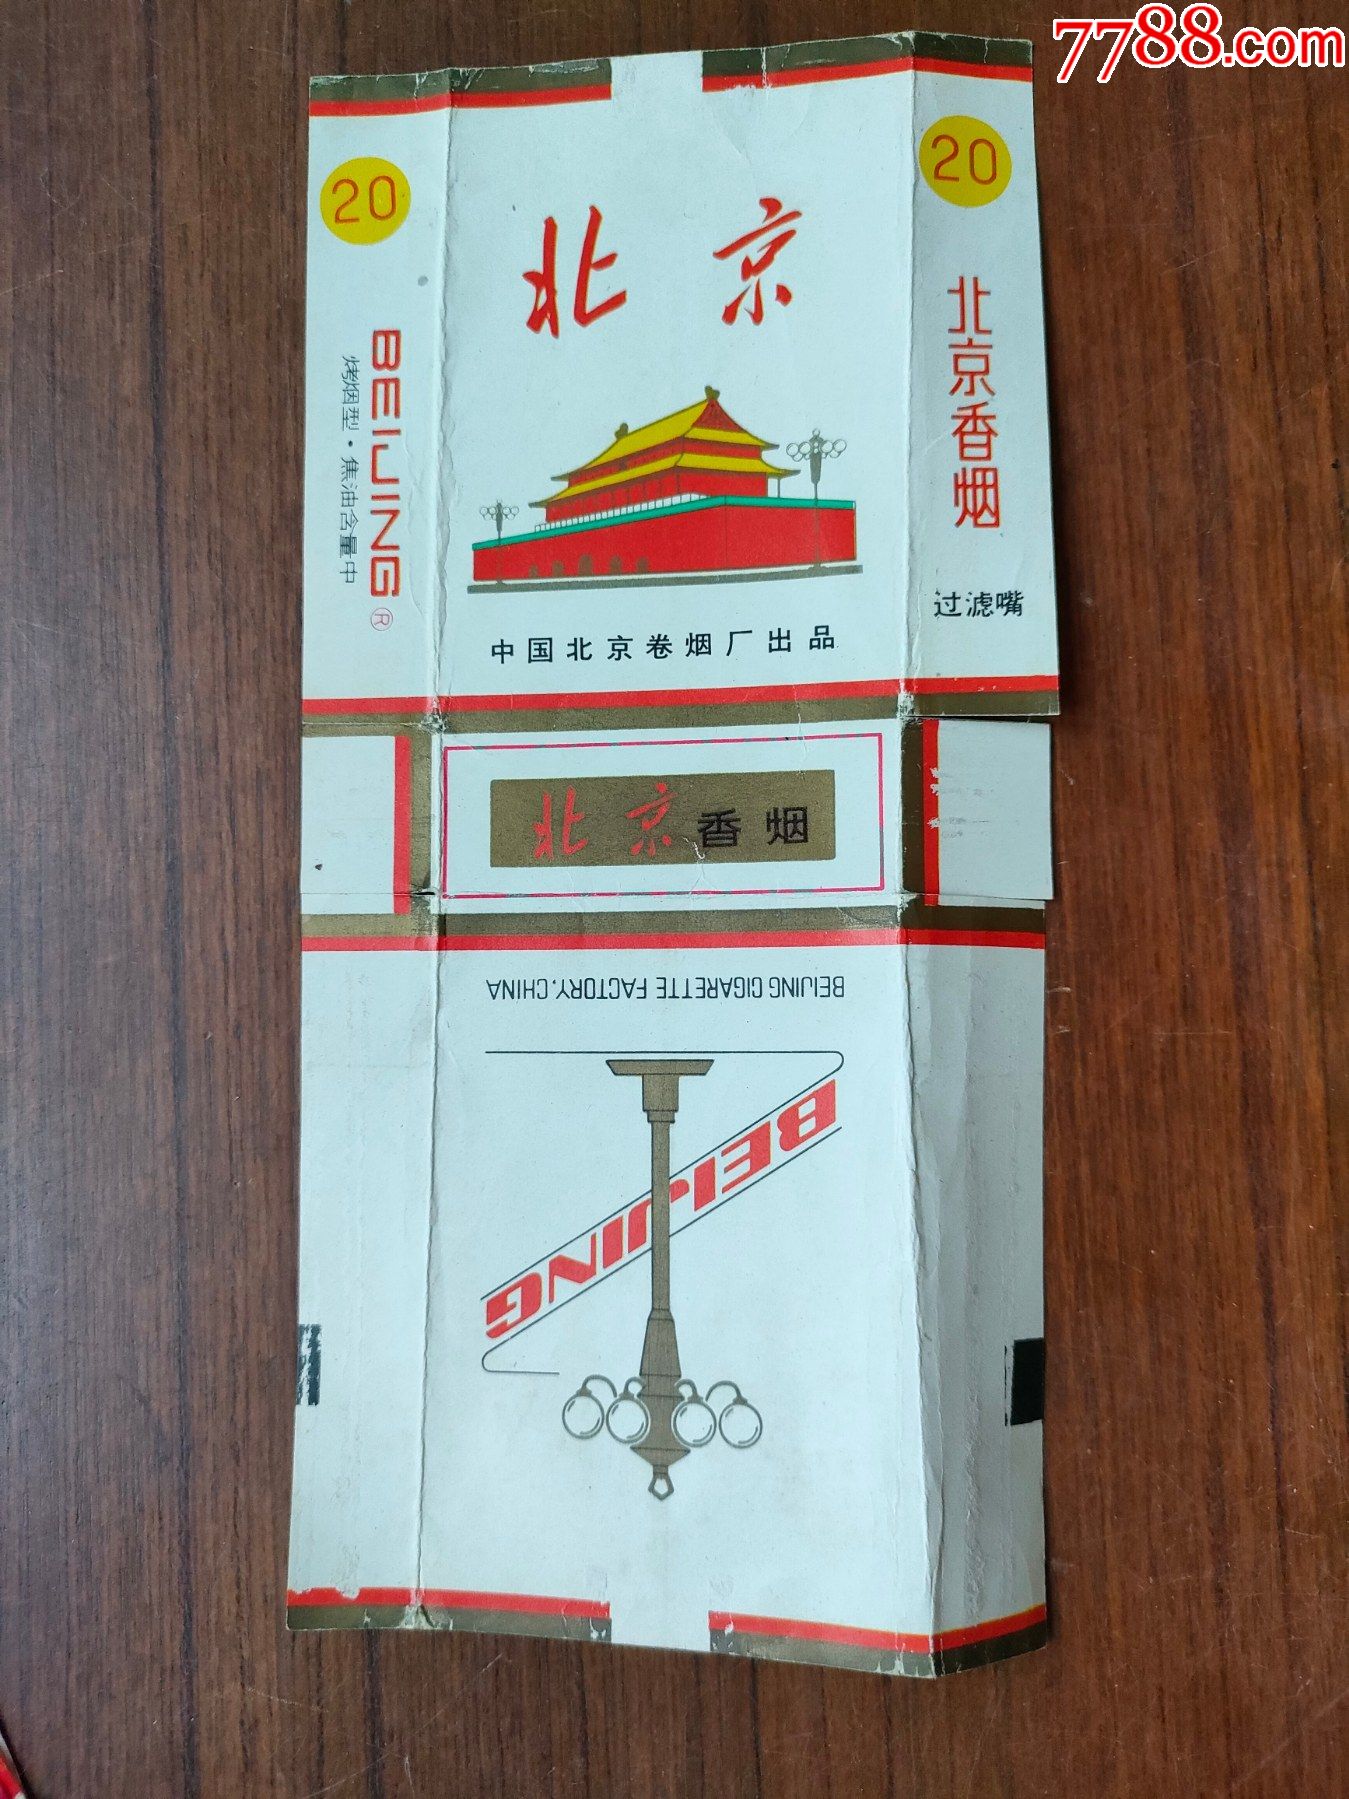 7788.com
20
20
北京
BEIJING®
烤烟型·焦油含量中
北京香烟
过滤嘴
中国北京卷烟厂出品
北京香烟
BEIJING CIGARETTE FACTORY, CHINA
BEIJING